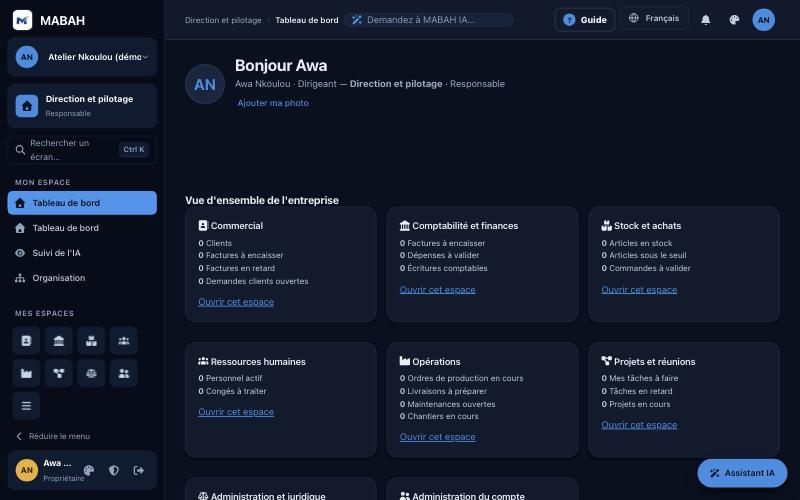 MABAH
AN Atelier Nkoulou (démo
Direction et pilotage
Responsable
Rechercher un
écran...
Ctrl K
MON ESPACE
Tableau de bord
Tableau de bord
Suivi de l'IA
Organisation
MES ESPACES
Réduire le menu
AN Awa ...
Propriétaire
Direction et pilotage › Tableau de bord
Demandez à MABAH IA...
? Guide
Français
AN
AN
Bonjour Awa
Awa Nkoulou · Dirigeant — Direction et pilotage · Responsable
Ajouter ma photo
Vue d'ensemble de l'entreprise
Commercial
0 Clients
0 Factures à encaisser
0 Factures en retard
0 Demandes clients ouvertes
Ouvrir cet espace
Comptabilité et finances
0 Factures à encaisser
0 Dépenses à valider
0 Écritures comptables
Ouvrir cet espace
Stock et achats
0 Articles en stock
0 Articles sous le seuil
0 Commandes à valider
Ouvrir cet espace
Ressources humaines
0 Personnel actif
0 Congés à traiter
Ouvrir cet espace
Opérations
0 Ordres de production en cours
0 Livraisons à préparer
0 Maintenances ouvertes
0 Chantiers en cours
Ouvrir cet espace
Projets et réunions
0 Mes tâches à faire
0 Tâches en retard
0 Projets en cours
Ouvrir cet espace
Administration et juridique
Administration du compte
Assistant IA